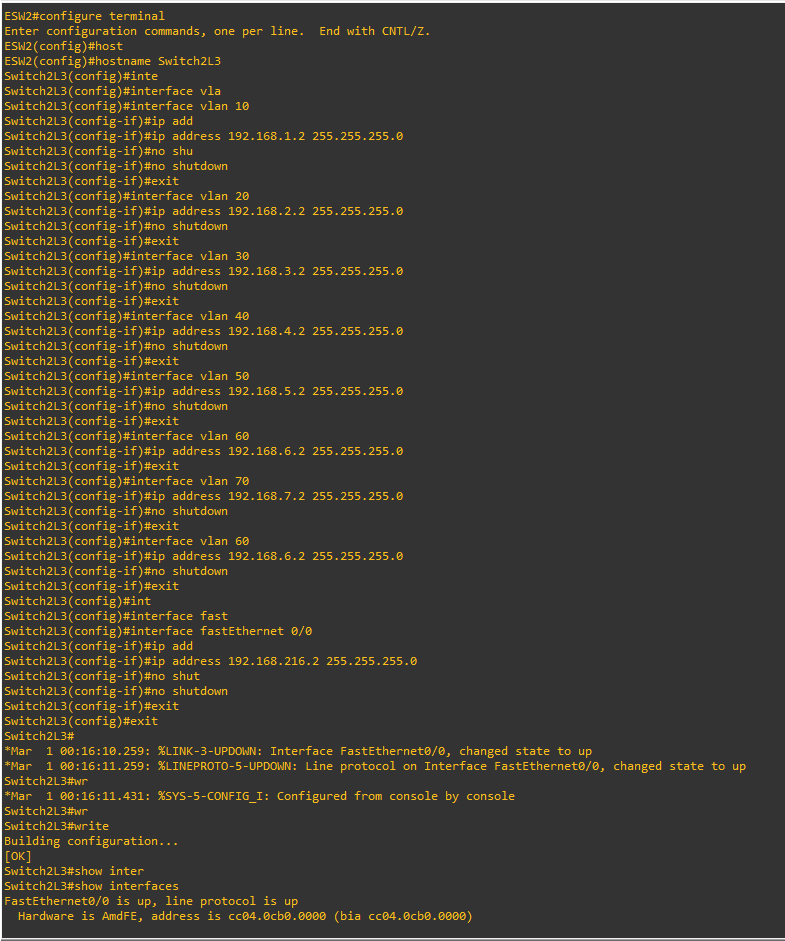 ESW2#configure terminal
Enter configuration commands, one per line.  End with CNTL/Z.
ESW2(config)#host
ESW2(config)#hostname Switch2L3
Switch2L3(config)#inte
Switch2L3(config)#interface vla
Switch2L3(config)#interface vlan 10
Switch2L3(config-if)#ip add
Switch2L3(config-if)#ip address 192.168.1.2 255.255.255.0
Switch2L3(config-if)#no shu
Switch2L3(config-if)#no shutdown
Switch2L3(config-if)#exit
Switch2L3(config)#interface vlan 20
Switch2L3(config-if)#ip address 192.168.2.2 255.255.255.0
Switch2L3(config-if)#no shutdown
Switch2L3(config-if)#exit
Switch2L3(config)#interface vlan 30
Switch2L3(config-if)#ip address 192.168.3.2 255.255.255.0
Switch2L3(config-if)#no shutdown
Switch2L3(config-if)#exit
Switch2L3(config)#interface vlan 40
Switch2L3(config-if)#ip address 192.168.4.2 255.255.255.0
Switch2L3(config-if)#no shutdown
Switch2L3(config-if)#exit
Switch2L3(config)#interface vlan 50
Switch2L3(config-if)#ip address 192.168.5.2 255.255.255.0
Switch2L3(config-if)#no shutdown
Switch2L3(config-if)#exit
Switch2L3(config)#interface vlan 60
Switch2L3(config-if)#ip address 192.168.6.2 255.255.255.0
Switch2L3(config-if)#exit
Switch2L3(config)#interface vlan 70
Switch2L3(config-if)#ip address 192.168.7.2 255.255.255.0
Switch2L3(config-if)#no shutdown
Switch2L3(config-if)#exit
Switch2L3(config)#interface vlan 60
Switch2L3(config-if)#ip address 192.168.6.2 255.255.255.0
Switch2L3(config-if)#no shutdown
Switch2L3(config-if)#exit
Switch2L3(config)#int
Switch2L3(config)#interface fast
Switch2L3(config)#interface fastEthernet 0/0
Switch2L3(config-if)#ip add
Switch2L3(config-if)#ip address 192.168.216.2 255.255.255.0
Switch2L3(config-if)#no shut
Switch2L3(config-if)#no shutdown
Switch2L3(config-if)#exit
Switch2L3(config)#exit
Switch2L3#
*Mar  1 00:16:10.259: %LINK-3-UPDOWN: Interface FastEthernet0/0, changed state to up
*Mar  1 00:16:11.259: %LINEPROTO-5-UPDOWN: Line protocol on Interface FastEthernet0/0, changed state to up
Switch2L3#wr
*Mar  1 00:16:11.431: %SYS-5-CONFIG_I: Configured from console by console
Switch2L3#wr
Switch2L3#write
Building configuration...
[OK]
Switch2L3#show inter
Switch2L3#show interfaces
FastEthernet0/0 is up, line protocol is up
  Hardware is AmdFE, address is cc04.0cb0.0000 (bia cc04.0cb0.0000)